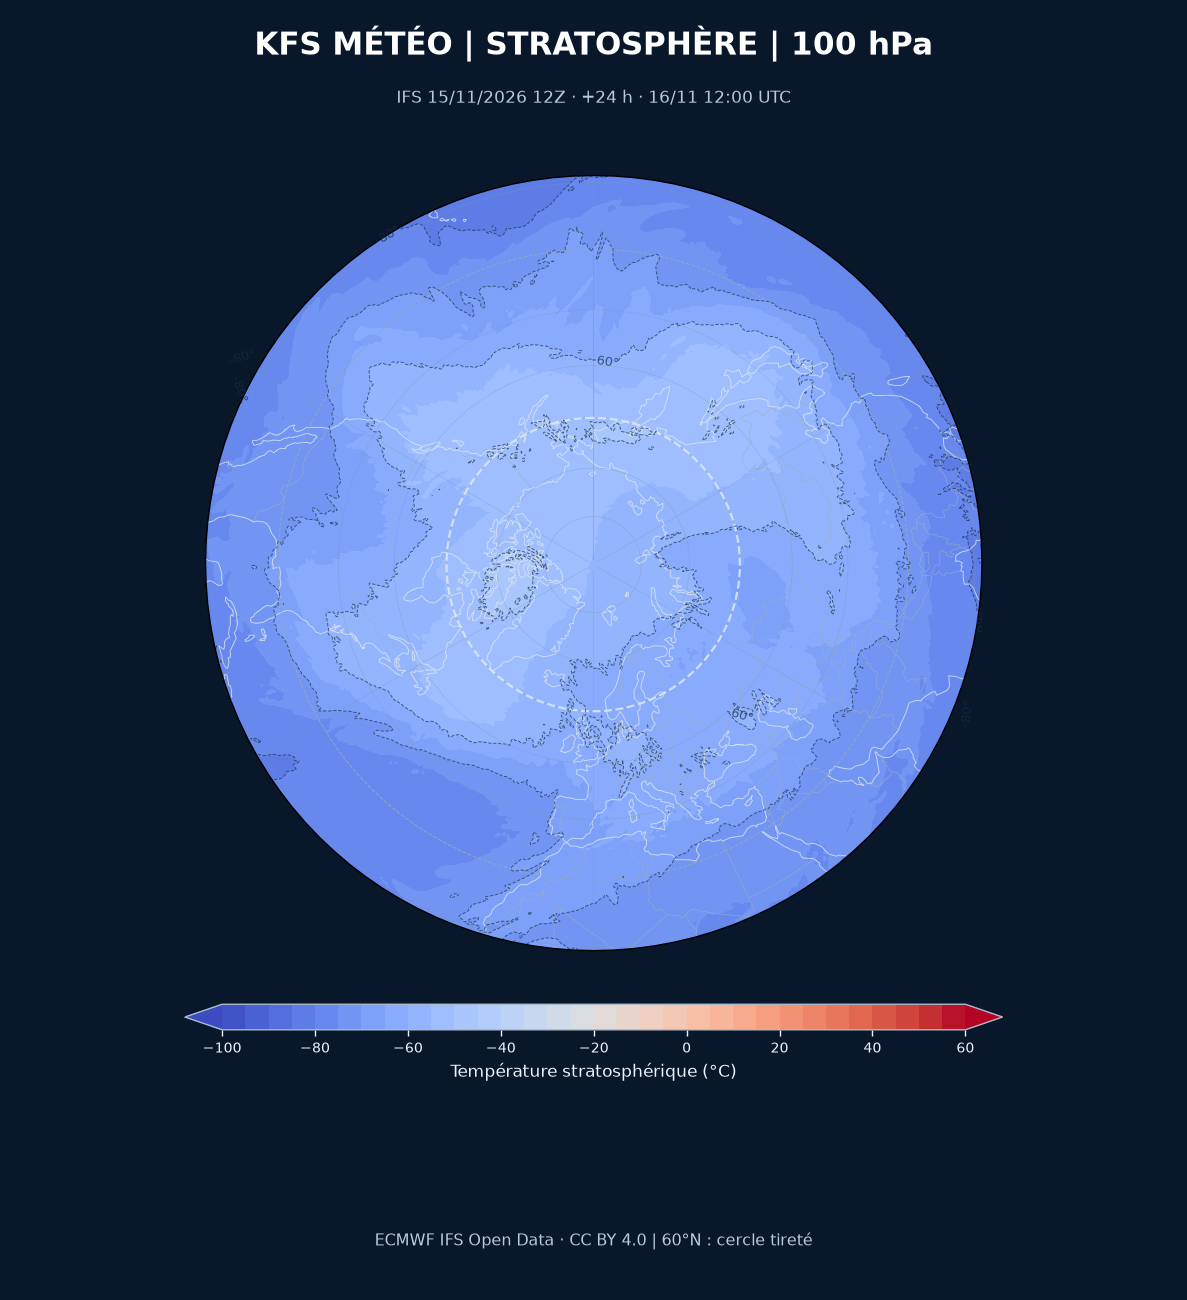 KFS MÉTÉO | STRATOSPHÈRE | 100 hPa
IFS 15/11/2026 12Z · +24 h · 16/11 12:00 UTC
-80°
60°
60°
-80
−100 −80 −60 −40 −20 0 20 40 60
Température stratosphérique (°C)
ECMWF IFS Open Data · CC BY 4.0 | 60°N : cercle tireté